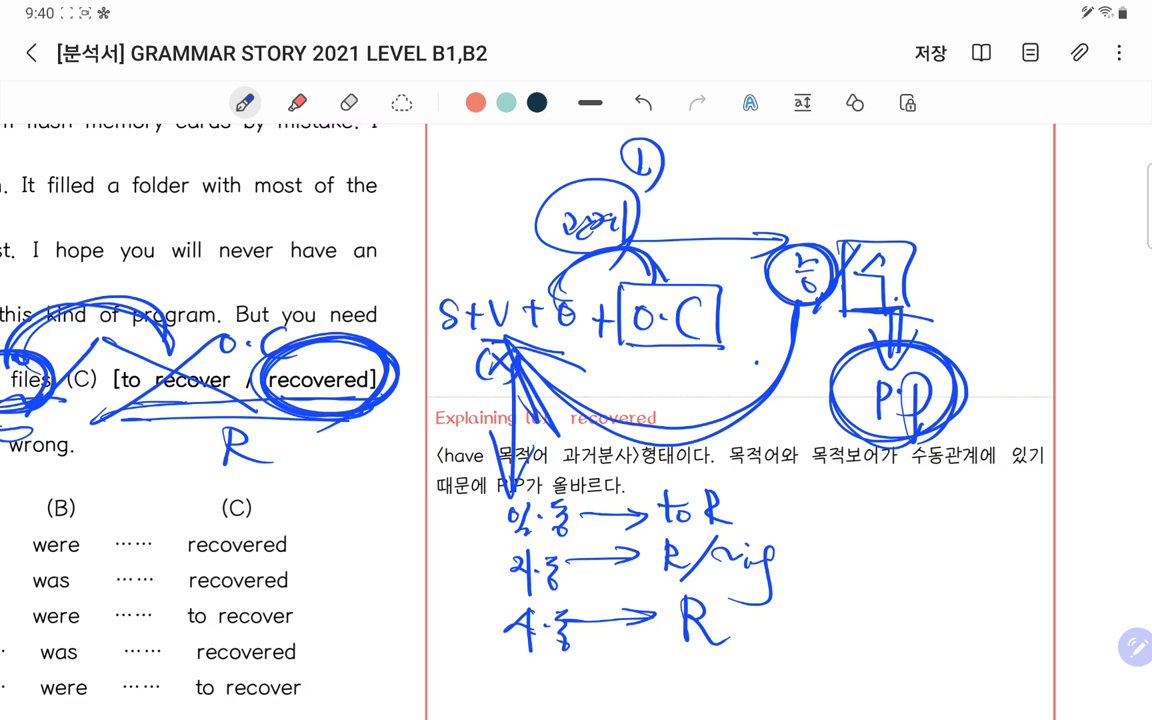 9:40
[분석서] GRAMMAR STORY 2021 LEVEL B1,B2
저장
flash memory cards by mistake. I
. It filled a folder with most of the
st. I hope you will never have an
this kind of program. But you need
files (C) [to recover / recovered]
wrong.
O.C
R
(B) (C)
were ...... recovered
was ...... recovered
were ...... to recover
was ...... recovered
were ...... to recover
①
관계
능
수
S+V+O+O.C
(X)
P.P
Explaining recovered
〈have 목적어 과거분사〉형태이다. 목적어와 목적보어가 수동관계에 있기
때문에 P.P가 올바르다.
일.동 → to R
지.동 → R/~ing
사.동 → R